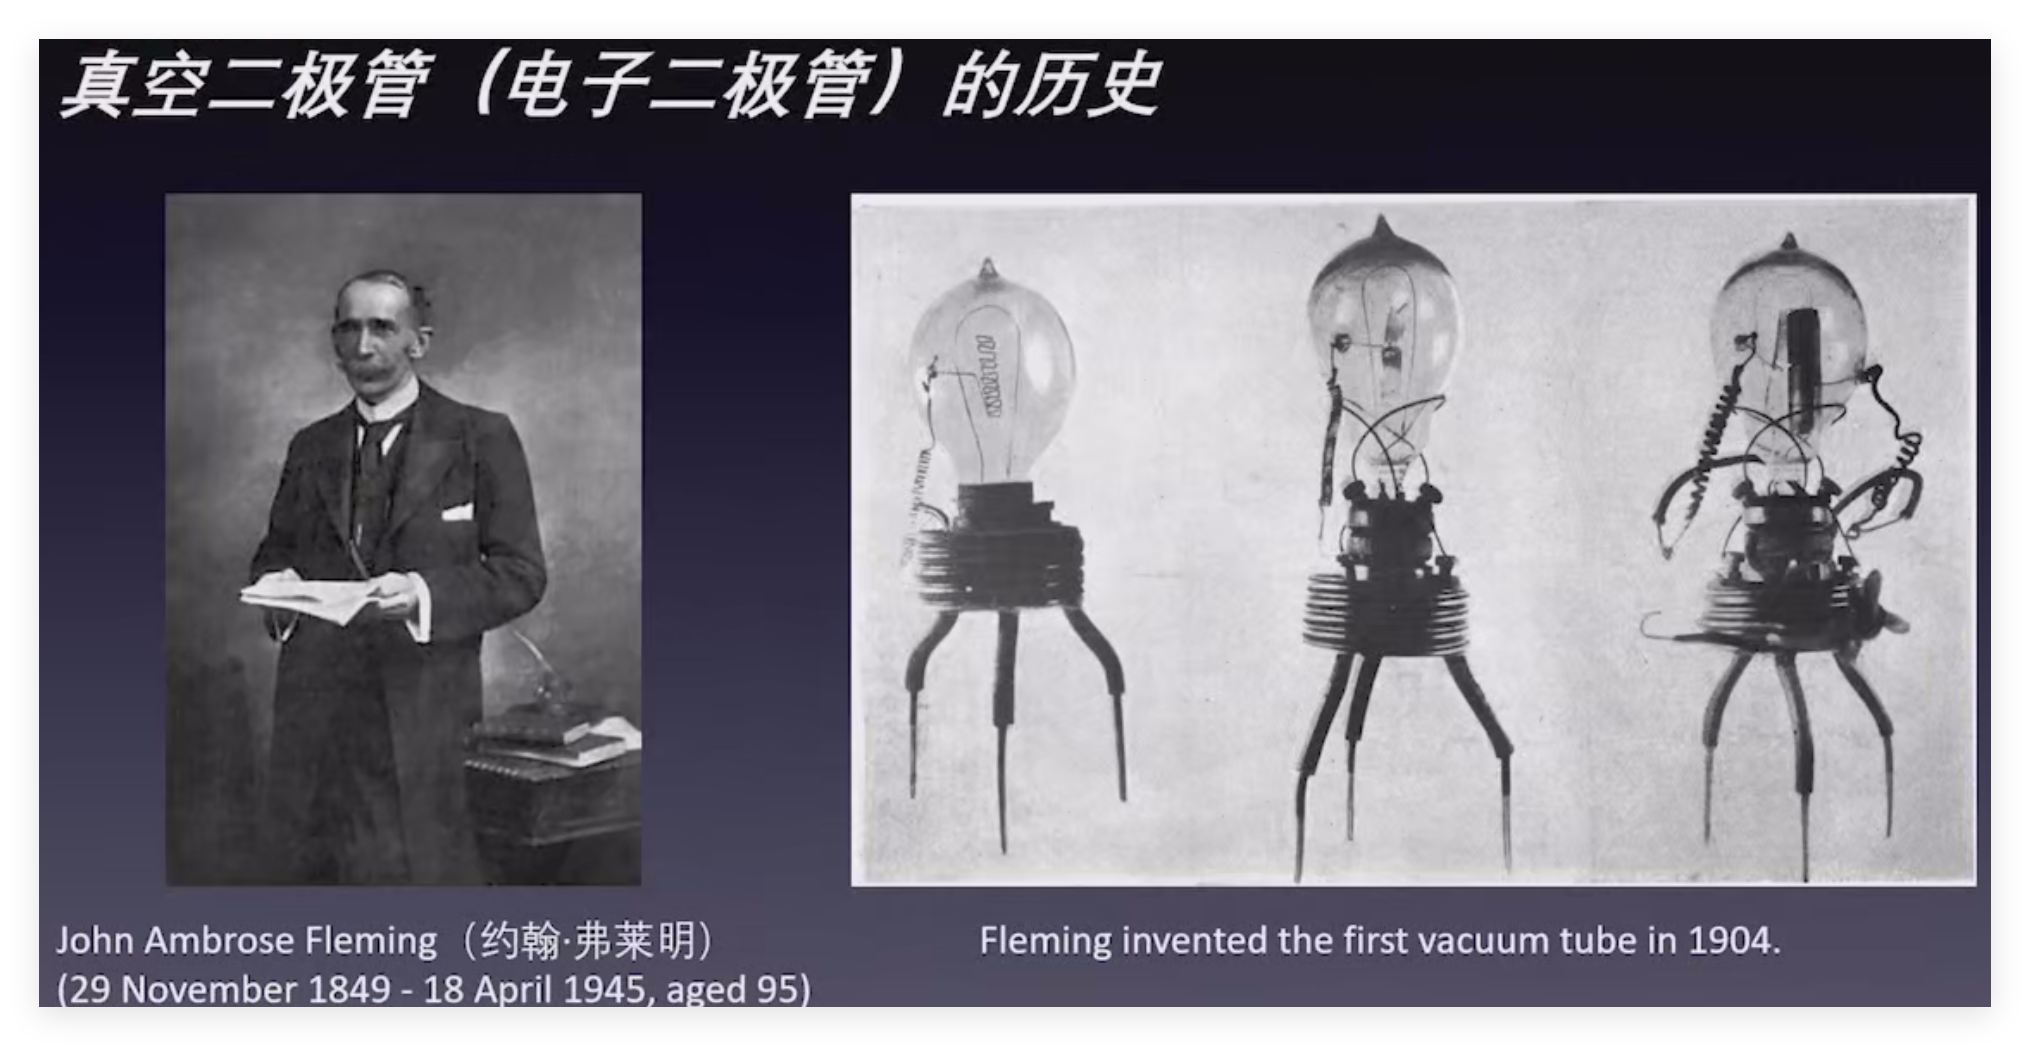 真空二极管（电子二极管）的历史
John Ambrose Fleming（约翰·弗莱明）
(29 November 1849 - 18 April 1945, aged 95)
Fleming invented the first vacuum tube in 1904.